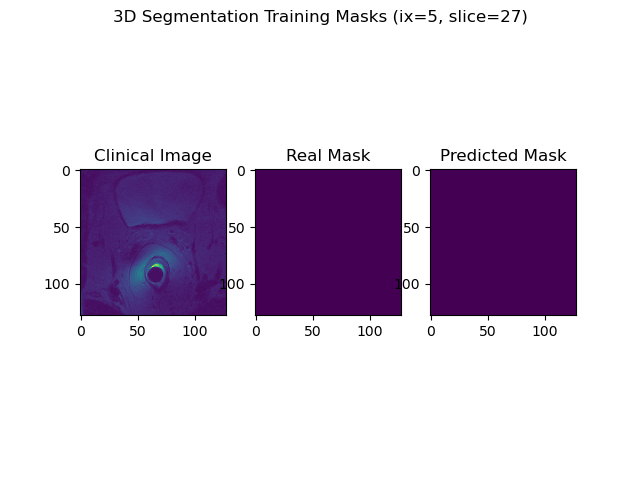 3D Segmentation Training Masks (ix=5, slice=27)
Clinical Image Real Mask Predicted Mask
0 0 0
50 50 50
100 100 100
0 50 100 0 50 100 0 50 100